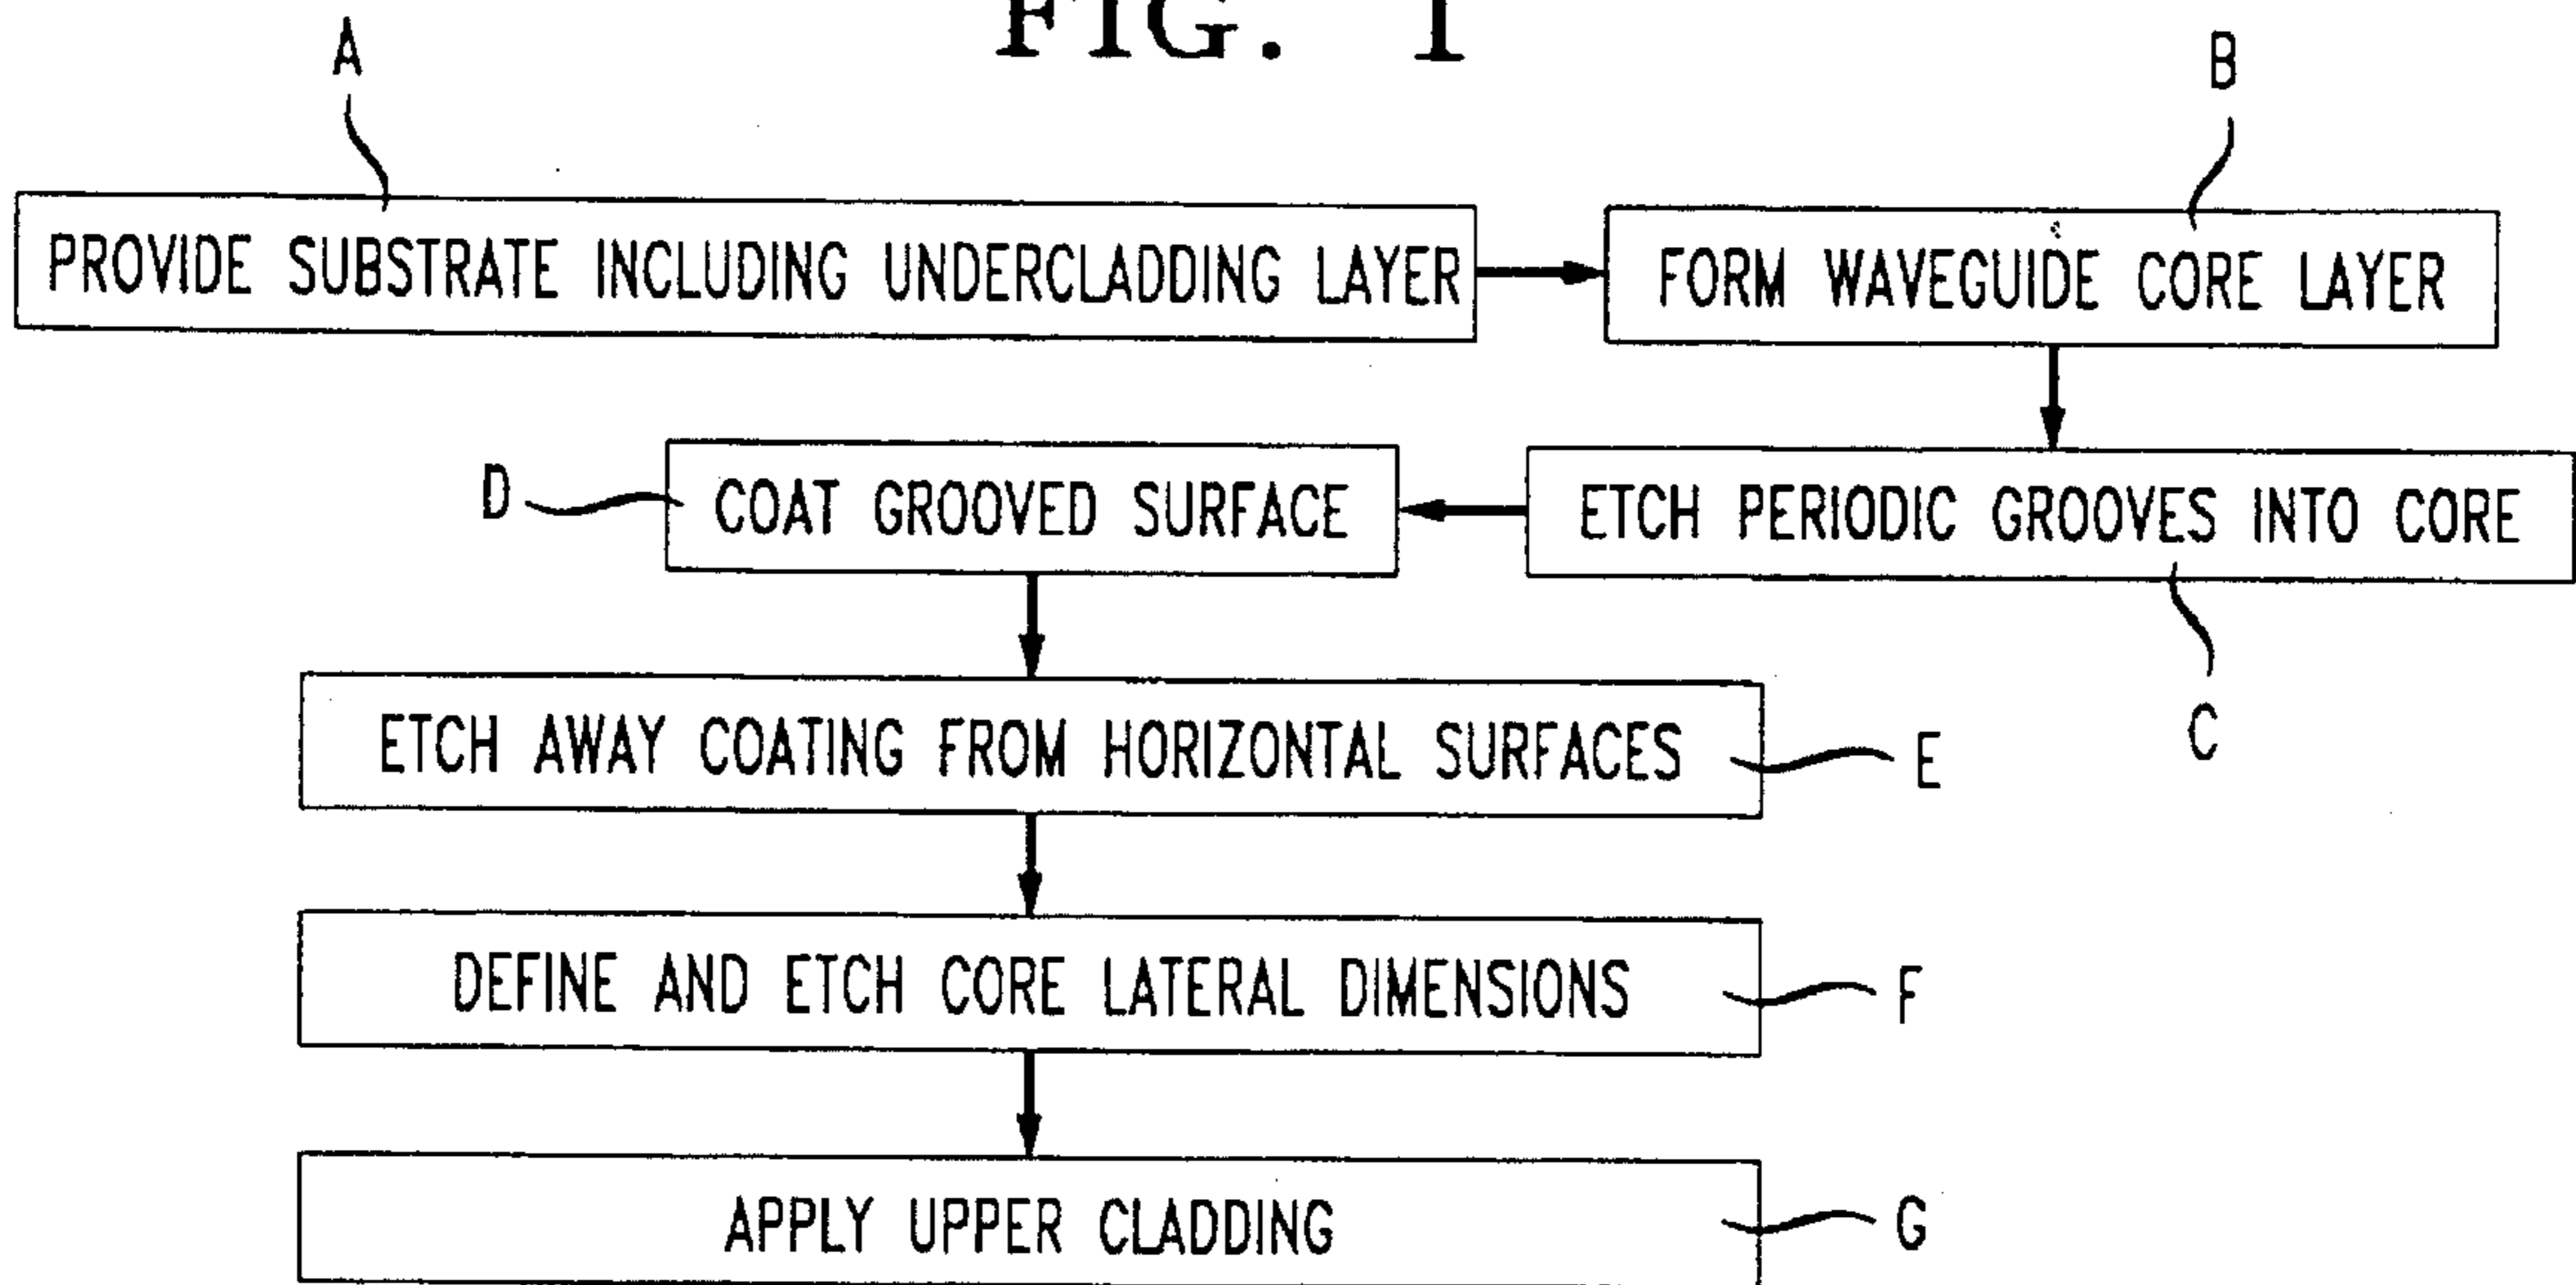 FIG. 1
A
B
PROVIDE SUBSTRATE INCLUDING UNDERCLADDING LAYER
FORM WAVEGUIDE CORE LAYER
D
COAT GROOVED SURFACE
ETCH PERIODIC GROOVES INTO CORE
C
ETCH AWAY COATING FROM HORIZONTAL SURFACES
E
DEFINE AND ETCH CORE LATERAL DIMENSIONS
F
APPLY UPPER CLADDING
G